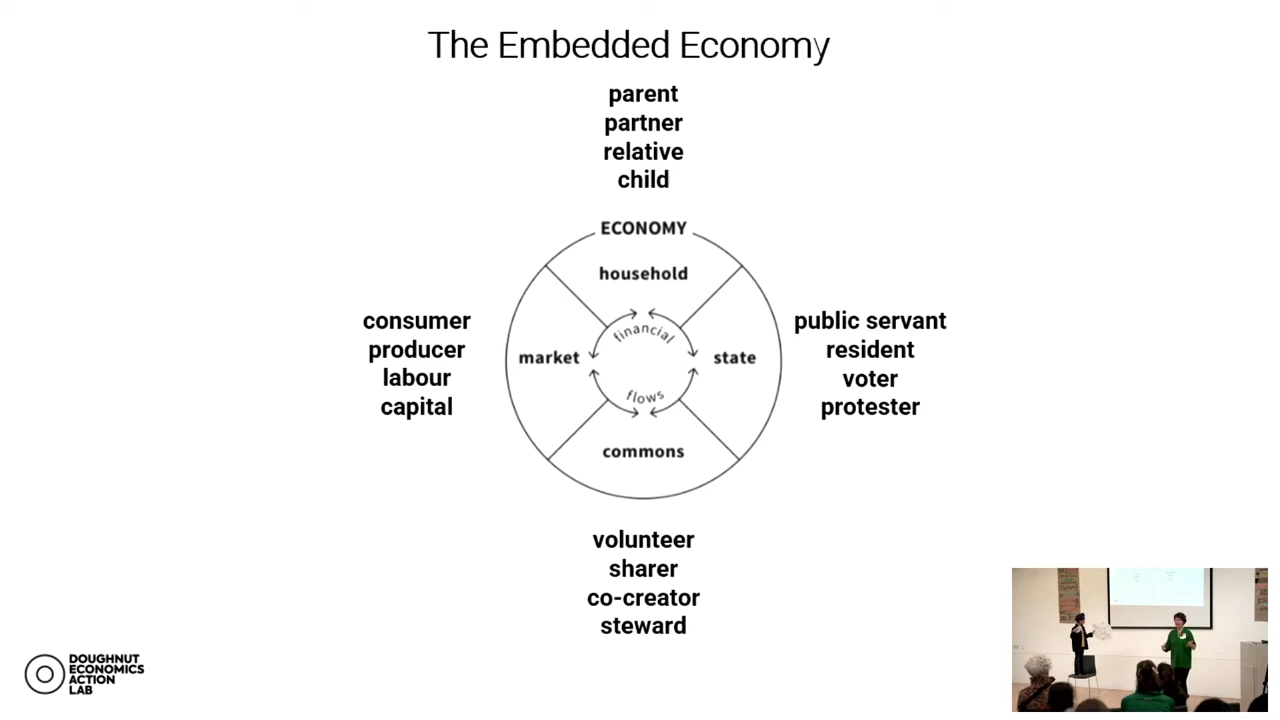 The Embedded Economy
parent
partner
relative
child
ECONOMY
household
financial
market
state
flows
commons
consumer
producer
labour
capital
public servant
resident
voter
protester
volunteer
sharer
co-creator
steward
DOUGHNUT
ECONOMICS
ACTION
LAB